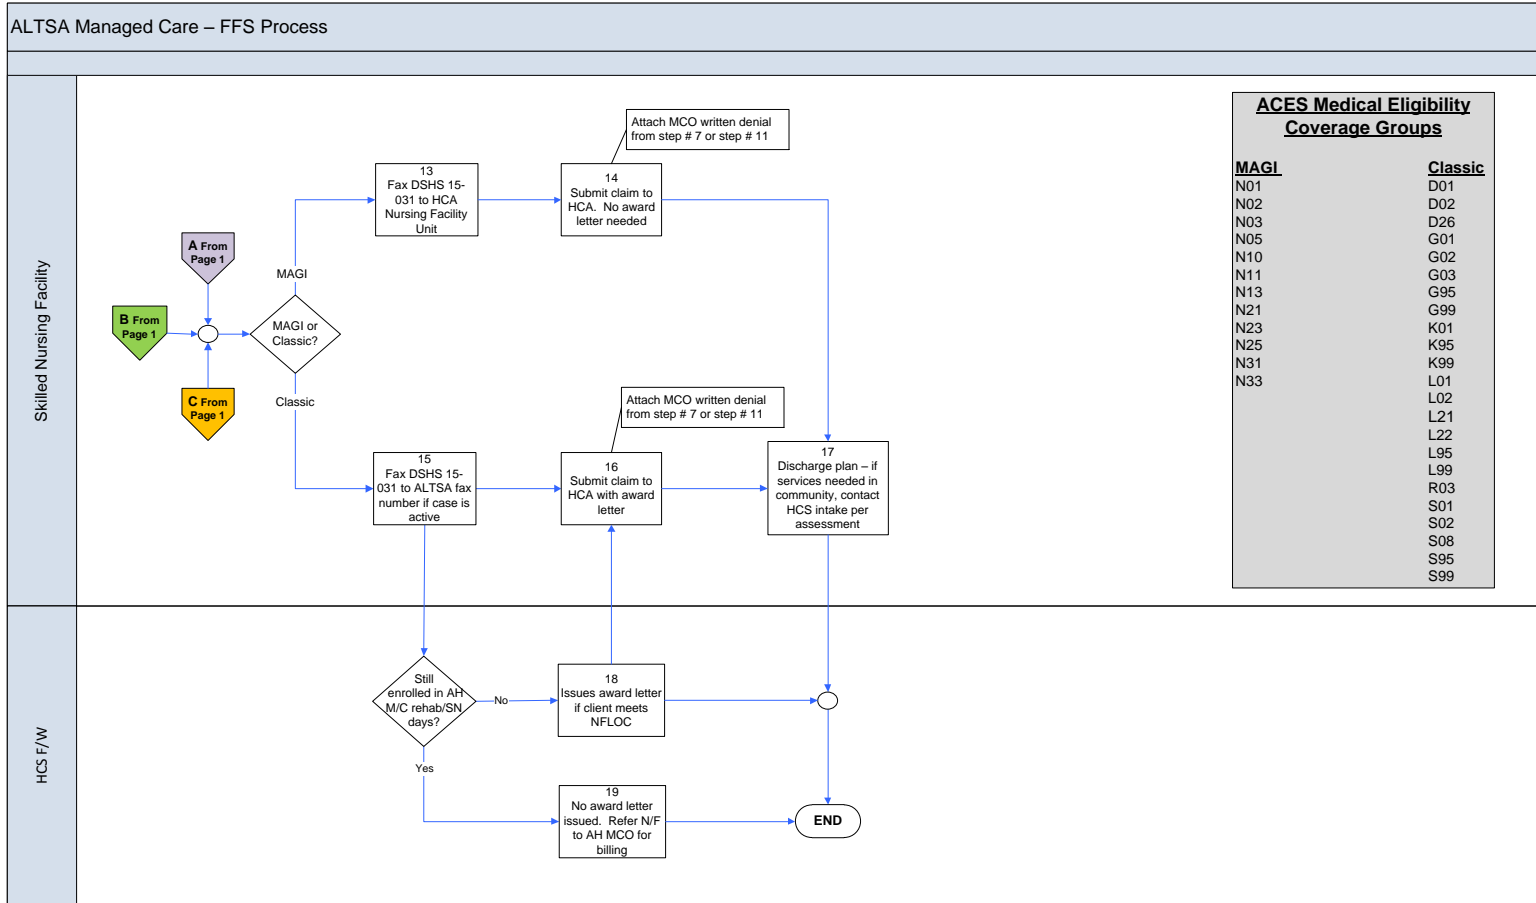 ALTSA Managed Care – FFS Process
Skilled Nursing Facility
HCS F/W
A From
Page 1
B From
Page 1
C From
Page 1
MAGI or
Classic?
MAGI
Classic
13
Fax DSHS 15-
031 to HCA
Nursing Facility
Unit
Attach MCO written denial
from step # 7 or step # 11
14
Submit claim to
HCA.  No award
letter needed
15
Fax DSHS 15-
031 to ALTSA fax
number if case is
active
Attach MCO written denial
from step # 7 or step # 11
16
Submit claim to
HCA with award
letter
17
Discharge plan – if
services needed in
community, contact
HCS intake per
assessment
Still
enrolled in AH
M/C rehab/SN
days?
No
Yes
18
Issues award letter
if client meets
NFLOC
19
No award letter
issued.  Refer N/F
to AH MCO for
billing
END
ACES Medical Eligibility
Coverage Groups
MAGI
N01
N02
N03
N05
N10
N11
N13
N21
N23
N25
N31
N33
Classic
D01
D02
D26
G01
G02
G03
G95
G99
K01
K95
K99
L01
L02
L21
L22
L95
L99
R03
S01
S02
S08
S95
S99